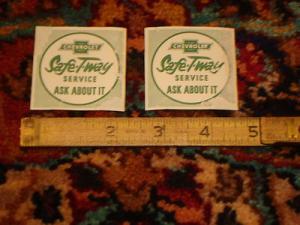 CHEVROLET
Safe-T-way
SERVICE
ASK ABOUT IT
CHEVROLET
Safe-T-way
SERVICE
ASK ABOUT IT
2 3 4 5